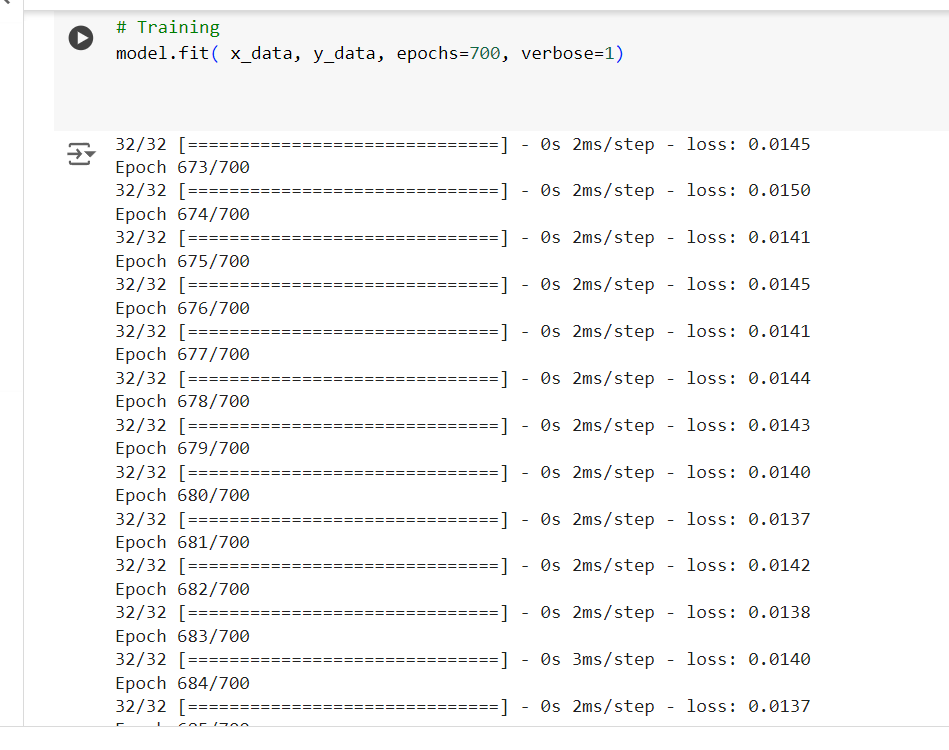 # Training
model.fit( x_data, y_data, epochs=700, verbose=1)
32/32 [==============================] - 0s 2ms/step - loss: 0.0145
Epoch 673/700
32/32 [==============================] - 0s 2ms/step - loss: 0.0150
Epoch 674/700
32/32 [==============================] - 0s 2ms/step - loss: 0.0141
Epoch 675/700
32/32 [==============================] - 0s 2ms/step - loss: 0.0145
Epoch 676/700
32/32 [==============================] - 0s 2ms/step - loss: 0.0141
Epoch 677/700
32/32 [==============================] - 0s 2ms/step - loss: 0.0144
Epoch 678/700
32/32 [==============================] - 0s 2ms/step - loss: 0.0143
Epoch 679/700
32/32 [==============================] - 0s 2ms/step - loss: 0.0140
Epoch 680/700
32/32 [==============================] - 0s 2ms/step - loss: 0.0137
Epoch 681/700
32/32 [==============================] - 0s 2ms/step - loss: 0.0142
Epoch 682/700
32/32 [==============================] - 0s 2ms/step - loss: 0.0138
Epoch 683/700
32/32 [==============================] - 0s 3ms/step - loss: 0.0140
Epoch 684/700
32/32 [==============================] - 0s 2ms/step - loss: 0.0137